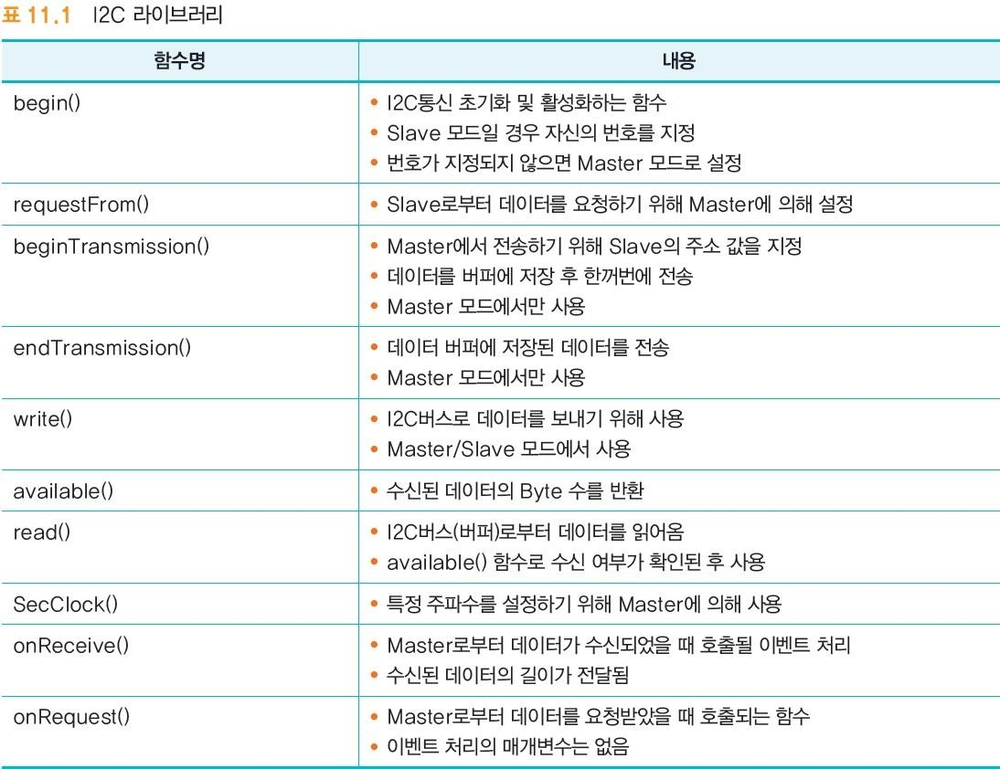 표 11.1 I2C 라이브러리
함수명 내용
begin() • I2C통신 초기화 및 활성화하는 함수
• Slave 모드일 경우 자신의 번호를 지정
• 번호가 지정되지 않으면 Master 모드로 설정
requestFrom() • Slave로부터 데이터를 요청하기 위해 Master에 의해 설정
beginTransmission() • Master에서 전송하기 위해 Slave의 주소 값을 지정
• 데이터를 버퍼에 저장 후 한꺼번에 전송
• Master 모드에서만 사용
endTransmission() • 데이터 버퍼에 저장된 데이터를 전송
• Master 모드에서만 사용
write() • I2C버스로 데이터를 보내기 위해 사용
• Master/Slave 모드에서 사용
available() • 수신된 데이터의 Byte 수를 반환
read() • I2C버스(버퍼)로부터 데이터를 읽어옴
• available() 함수로 수신 여부가 확인된 후 사용
SecClock() • 특정 주파수를 설정하기 위해 Master에 의해 사용
onReceive() • Master로부터 데이터가 수신되었을 때 호출될 이벤트 처리
• 수신된 데이터의 길이가 전달됨
onRequest() • Master로부터 데이터를 요청받았을 때 호출되는 함수
• 이벤트 처리의 매개변수는 없음